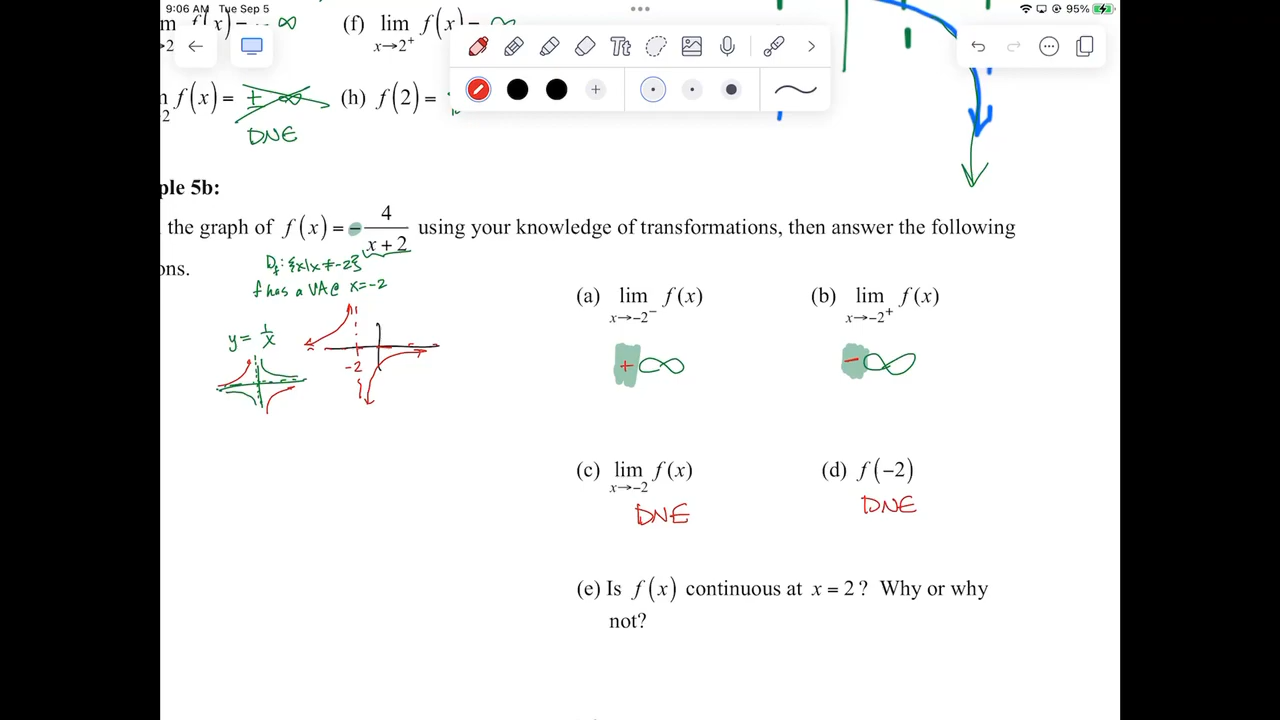 9:06 AM Tue Sep 5
95%
(f) lim f(x) = ∞
x→2⁺
Tt
f(x) = ± ∞ (h) f(2) =
DNE
ple 5b:
the graph of f(x) = − 4/(x + 2) using your knowledge of transformations, then answer the following
ons.
D_f: {x|x ≠ -2}
f has a VA @ x = -2
y = 1/x
-2
(a) lim f(x)
x→−2⁻
(b) lim f(x)
x→−2⁺
+ ∞
− ∞
(c) lim f(x)
x→−2
(d) f(−2)
DNE
DNE
(e) Is f(x) continuous at x = 2? Why or why
not?